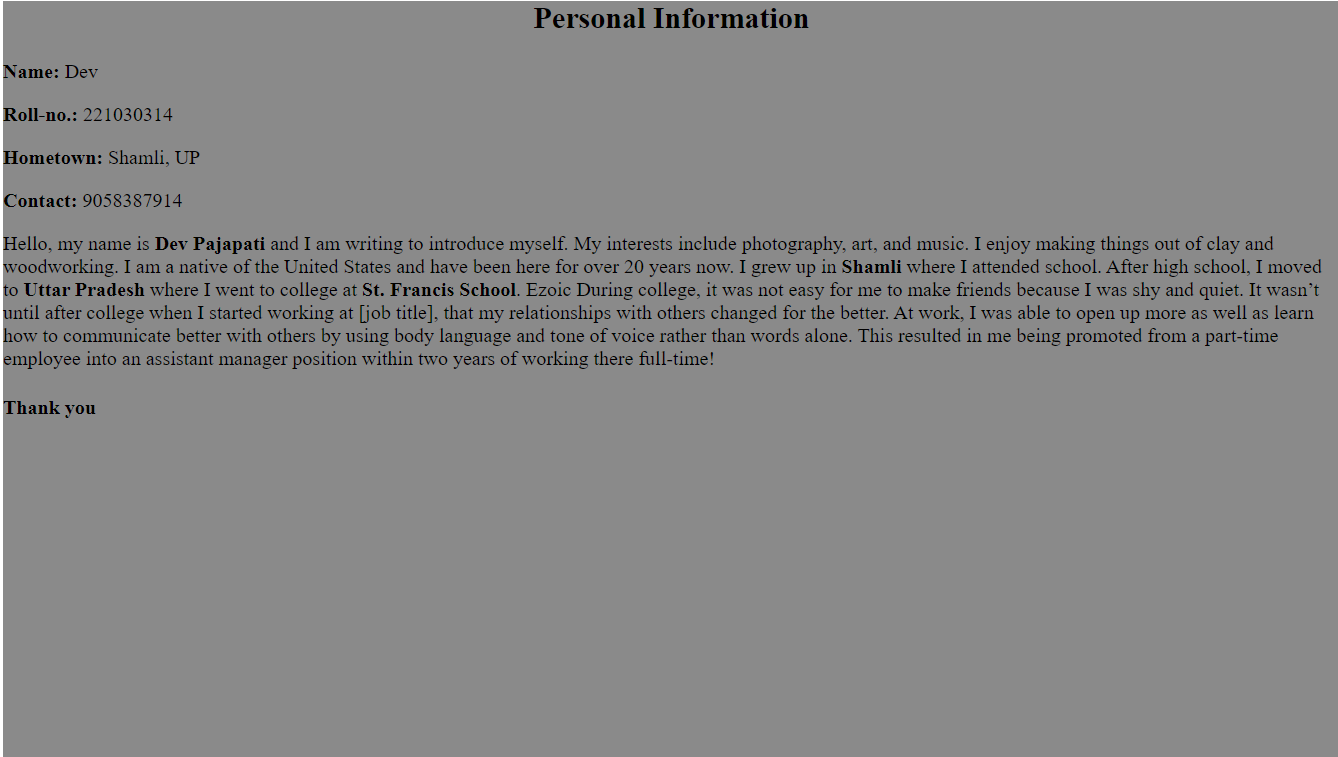 Personal Information
Name: Dev
Roll-no.: 221030314
Hometown: Shamli, UP
Contact: 9058387914
Hello, my name is Dev Pajapati and I am writing to introduce myself. My interests include photography, art, and music. I enjoy making things out of clay and
woodworking. I am a native of the United States and have been here for over 20 years now. I grew up in Shamli where I attended school. After high school, I moved
to Uttar Pradesh where I went to college at St. Francis School. Ezoic During college, it was not easy for me to make friends because I was shy and quiet. It wasn’t
until after college when I started working at [job title], that my relationships with others changed for the better. At work, I was able to open up more as well as learn
how to communicate better with others by using body language and tone of voice rather than words alone. This resulted in me being promoted from a part-time
employee into an assistant manager position within two years of working there full-time!
Thank you